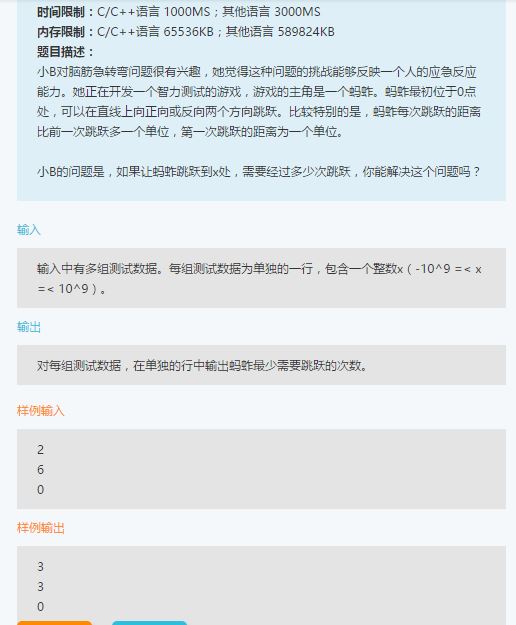 时间限制：C/C++语言 1000MS；其他语言 3000MS
内存限制：C/C++语言 65536KB；其他语言 589824KB
题目描述：
小B对脑筋急转弯问题很有兴趣，她觉得这种问题的挑战能够反映一个人的应急反应
能力。她正在开发一个智力测试的游戏，游戏的主角是一个蚂蚱。蚂蚱最初位于0点
处，可以在直线上向正向或反向两个方向跳跃。比较特别的是，蚂蚱每次跳跃的距离
比前一次跳跃多一个单位，第一次跳跃的距离为一个单位。
小B的问题是，如果让蚂蚱跳跃到x处，需要经过多少次跳跃，你能解决这个问题吗？
输入
输入中有多组测试数据。每组测试数据为单独的一行，包含一个整数x（ -10^9 =< x
=< 10^9 ）。
输出
对每组测试数据，在单独的行中输出蚂蚱最少需要跳跃的次数。
样例输入
2
6
0
样例输出
3
3
0